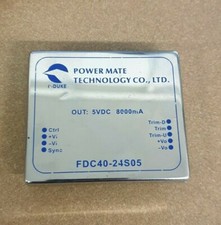 POWER MATE
TECHNOLOGY CO., LTD.
P-DUKE
OUT: 5VDC 8000mA
Ctrl
+Vi
-Vi
Sync
Trim-D
Trim
Trim-U
+Vo
-Vo
FDC40-24S05